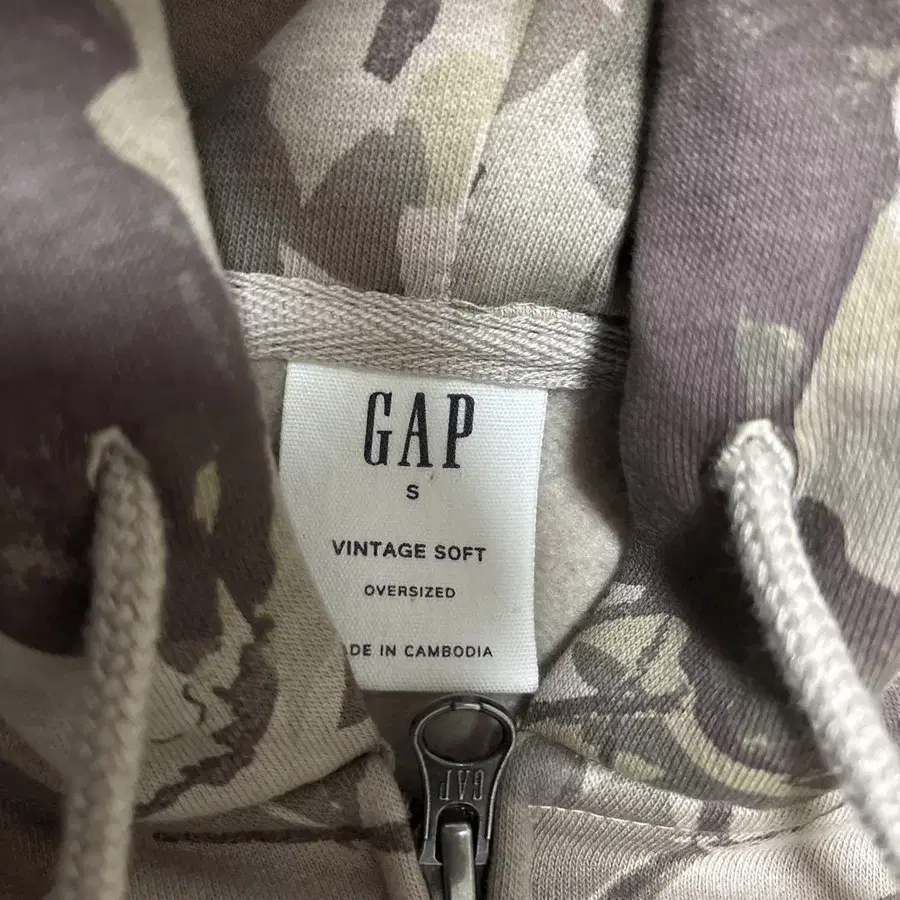 GAP
S
VINTAGE SOFT
OVERSIZED
DE IN CAMBODIA
GAP